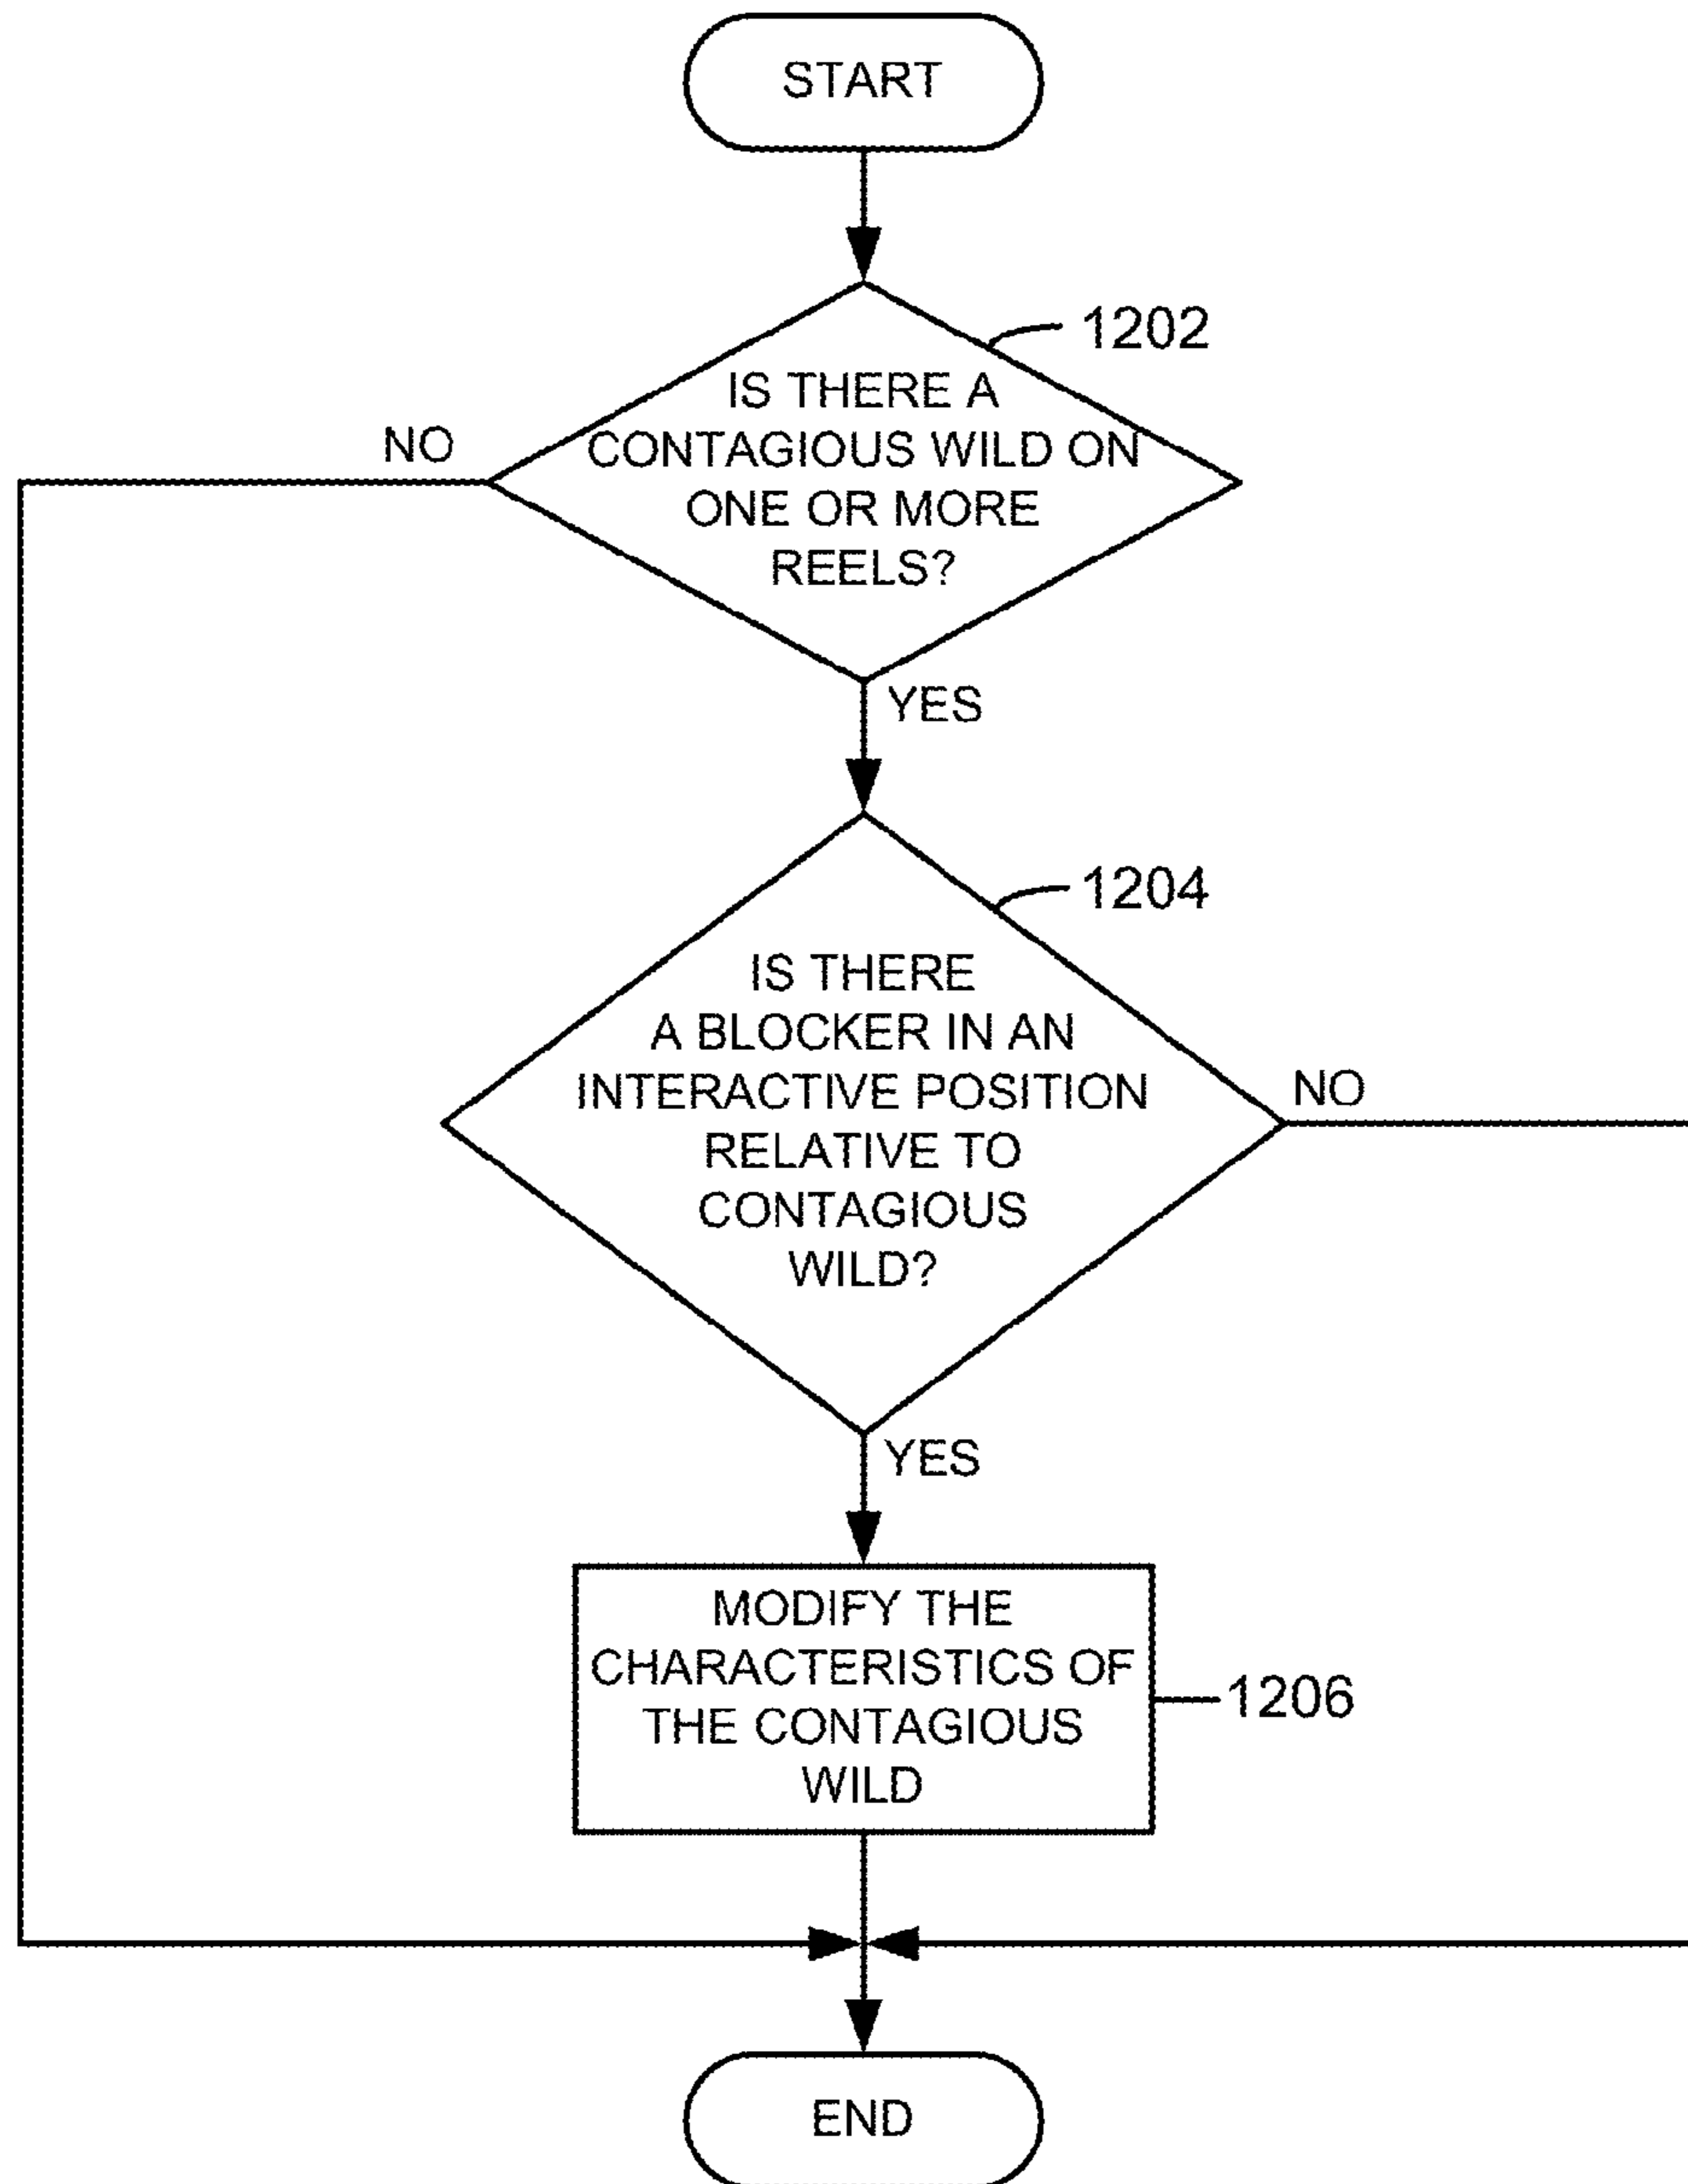 START
1202
IS THERE A
CONTAGIOUS WILD ON
ONE OR MORE
REELS?
NO
YES
1204
IS THERE
A BLOCKER IN AN
INTERACTIVE POSITION
RELATIVE TO
CONTAGIOUS
WILD?
NO
YES
MODIFY THE
CHARACTERISTICS OF
THE CONTAGIOUS
WILD
1206
END